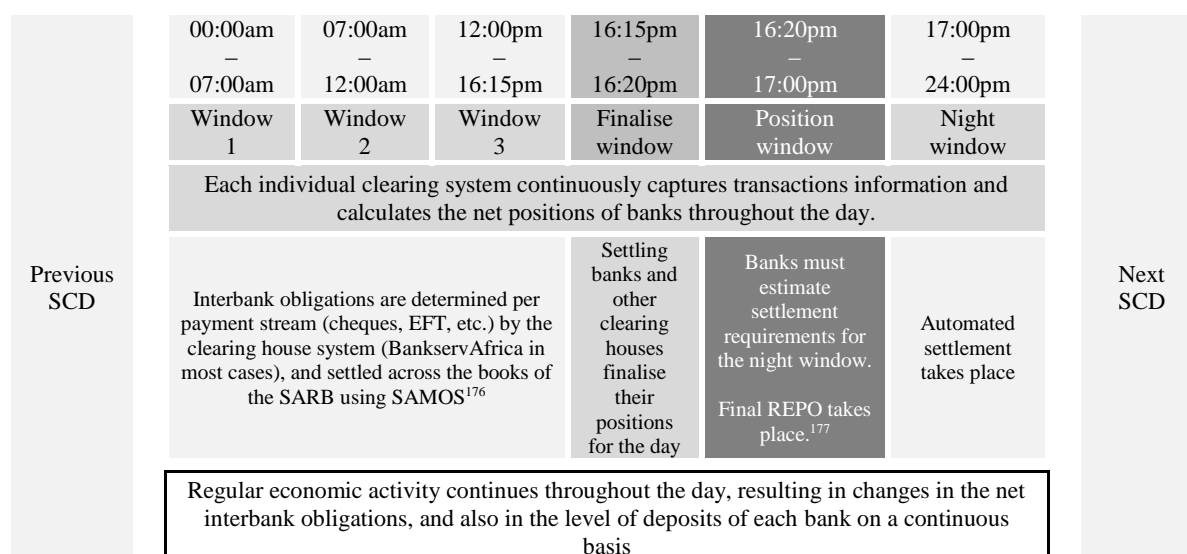 00:00am
–
07:00am
07:00am
–
12:00am
12:00pm
–
16:15pm
16:15pm
–
16:20pm
16:20pm
–
17:00pm
17:00pm
–
24:00pm
Window
1
Window
2
Window
3
Finalise
window
Position
window
Night
window
Each individual clearing system continuously captures transactions information and
calculates the net positions of banks throughout the day.
Previous
SCD
Interbank obligations are determined per
payment stream (cheques, EFT, etc.) by the
clearing house system (BankservAfrica in
most cases), and settled across the books of
the SARB using SAMOS176
Settling
banks and
other
clearing
houses
finalise
their
positions
for the day
Banks must
estimate
settlement
requirements for
the night window.
Final REPO takes
place.177
Automated
settlement
takes place
Next
SCD
Regular economic activity continues throughout the day, resulting in changes in the net
interbank obligations, and also in the level of deposits of each bank on a continuous
basis